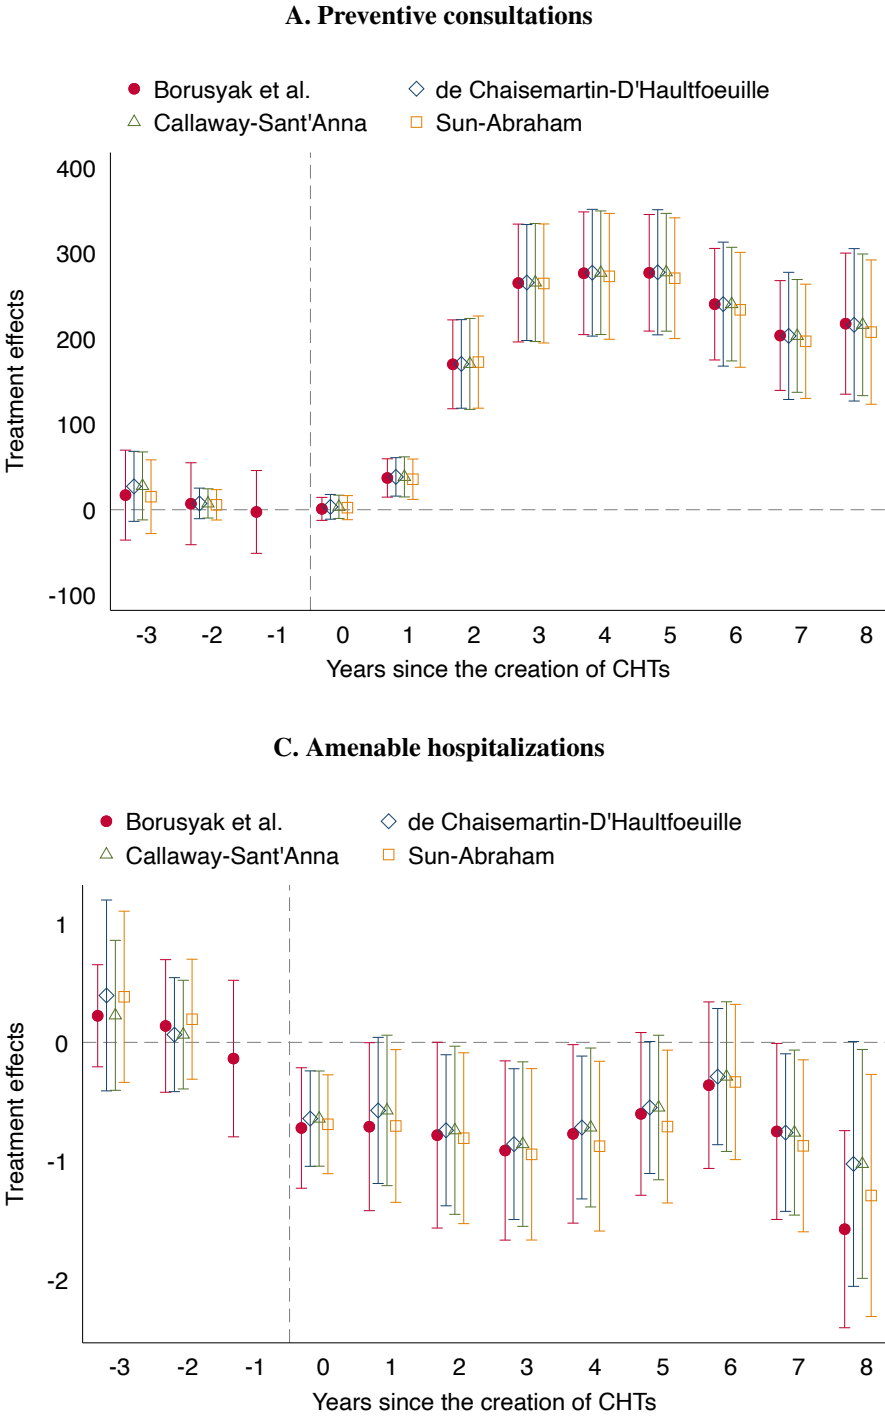 A. Preventive consultations
Borusyak et al. de Chaisemartin-D'Haultfoeuille
Callaway-Sant'Anna Sun-Abraham
400
300
200
100
0
-100
Treatment effects
-3 -2 -1 0 1 2 3 4 5 6 7 8
Years since the creation of CHTs
C. Amenable hospitalizations
Borusyak et al. de Chaisemartin-D'Haultfoeuille
Callaway-Sant'Anna Sun-Abraham
1
0
-1
-2
Treatment effects
-3 -2 -1 0 1 2 3 4 5 6 7 8
Years since the creation of CHTs